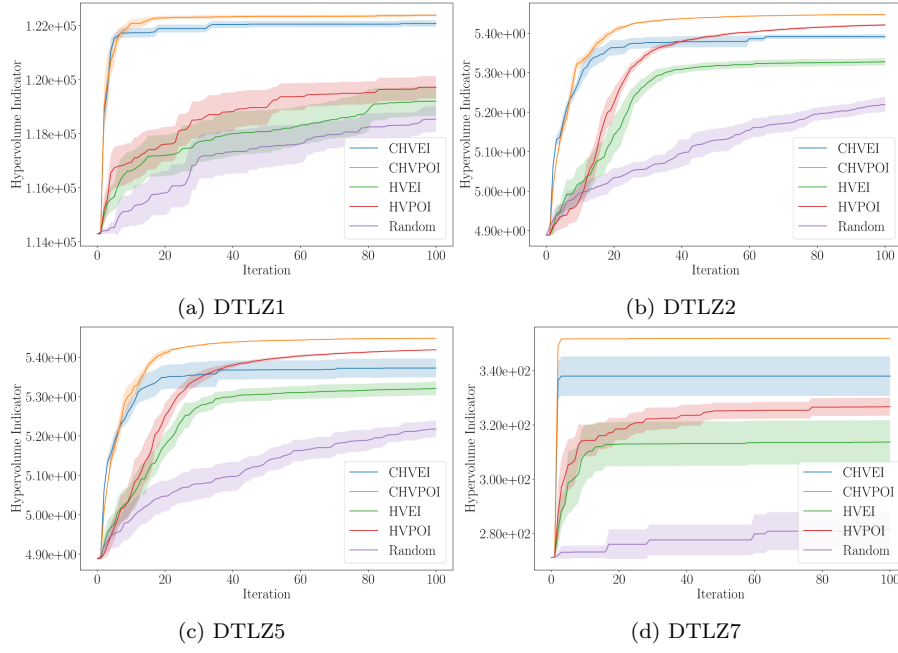 1.22e+05
1.20e+05
1.18e+05
1.16e+05
1.14e+05
Hypervolume Indicator
CHVEI
CHVPOI
HVEI
HVPOI
Random
0 20 40 60 80 100
Iteration
(a) DTLZ1
5.40e+00
5.30e+00
5.20e+00
5.10e+00
5.00e+00
4.90e+00
Hypervolume Indicator
CHVEI
CHVPOI
HVEI
HVPOI
Random
0 20 40 60 80 100
Iteration
(b) DTLZ2
5.40e+00
5.30e+00
5.20e+00
5.10e+00
5.00e+00
4.90e+00
Hypervolume Indicator
CHVEI
CHVPOI
HVEI
HVPOI
Random
0 20 40 60 80 100
Iteration
(c) DTLZ5
3.40e+02
3.20e+02
3.00e+02
2.80e+02
Hypervolume Indicator
CHVEI
CHVPOI
HVEI
HVPOI
Random
0 20 40 60 80 100
Iteration
(d) DTLZ7